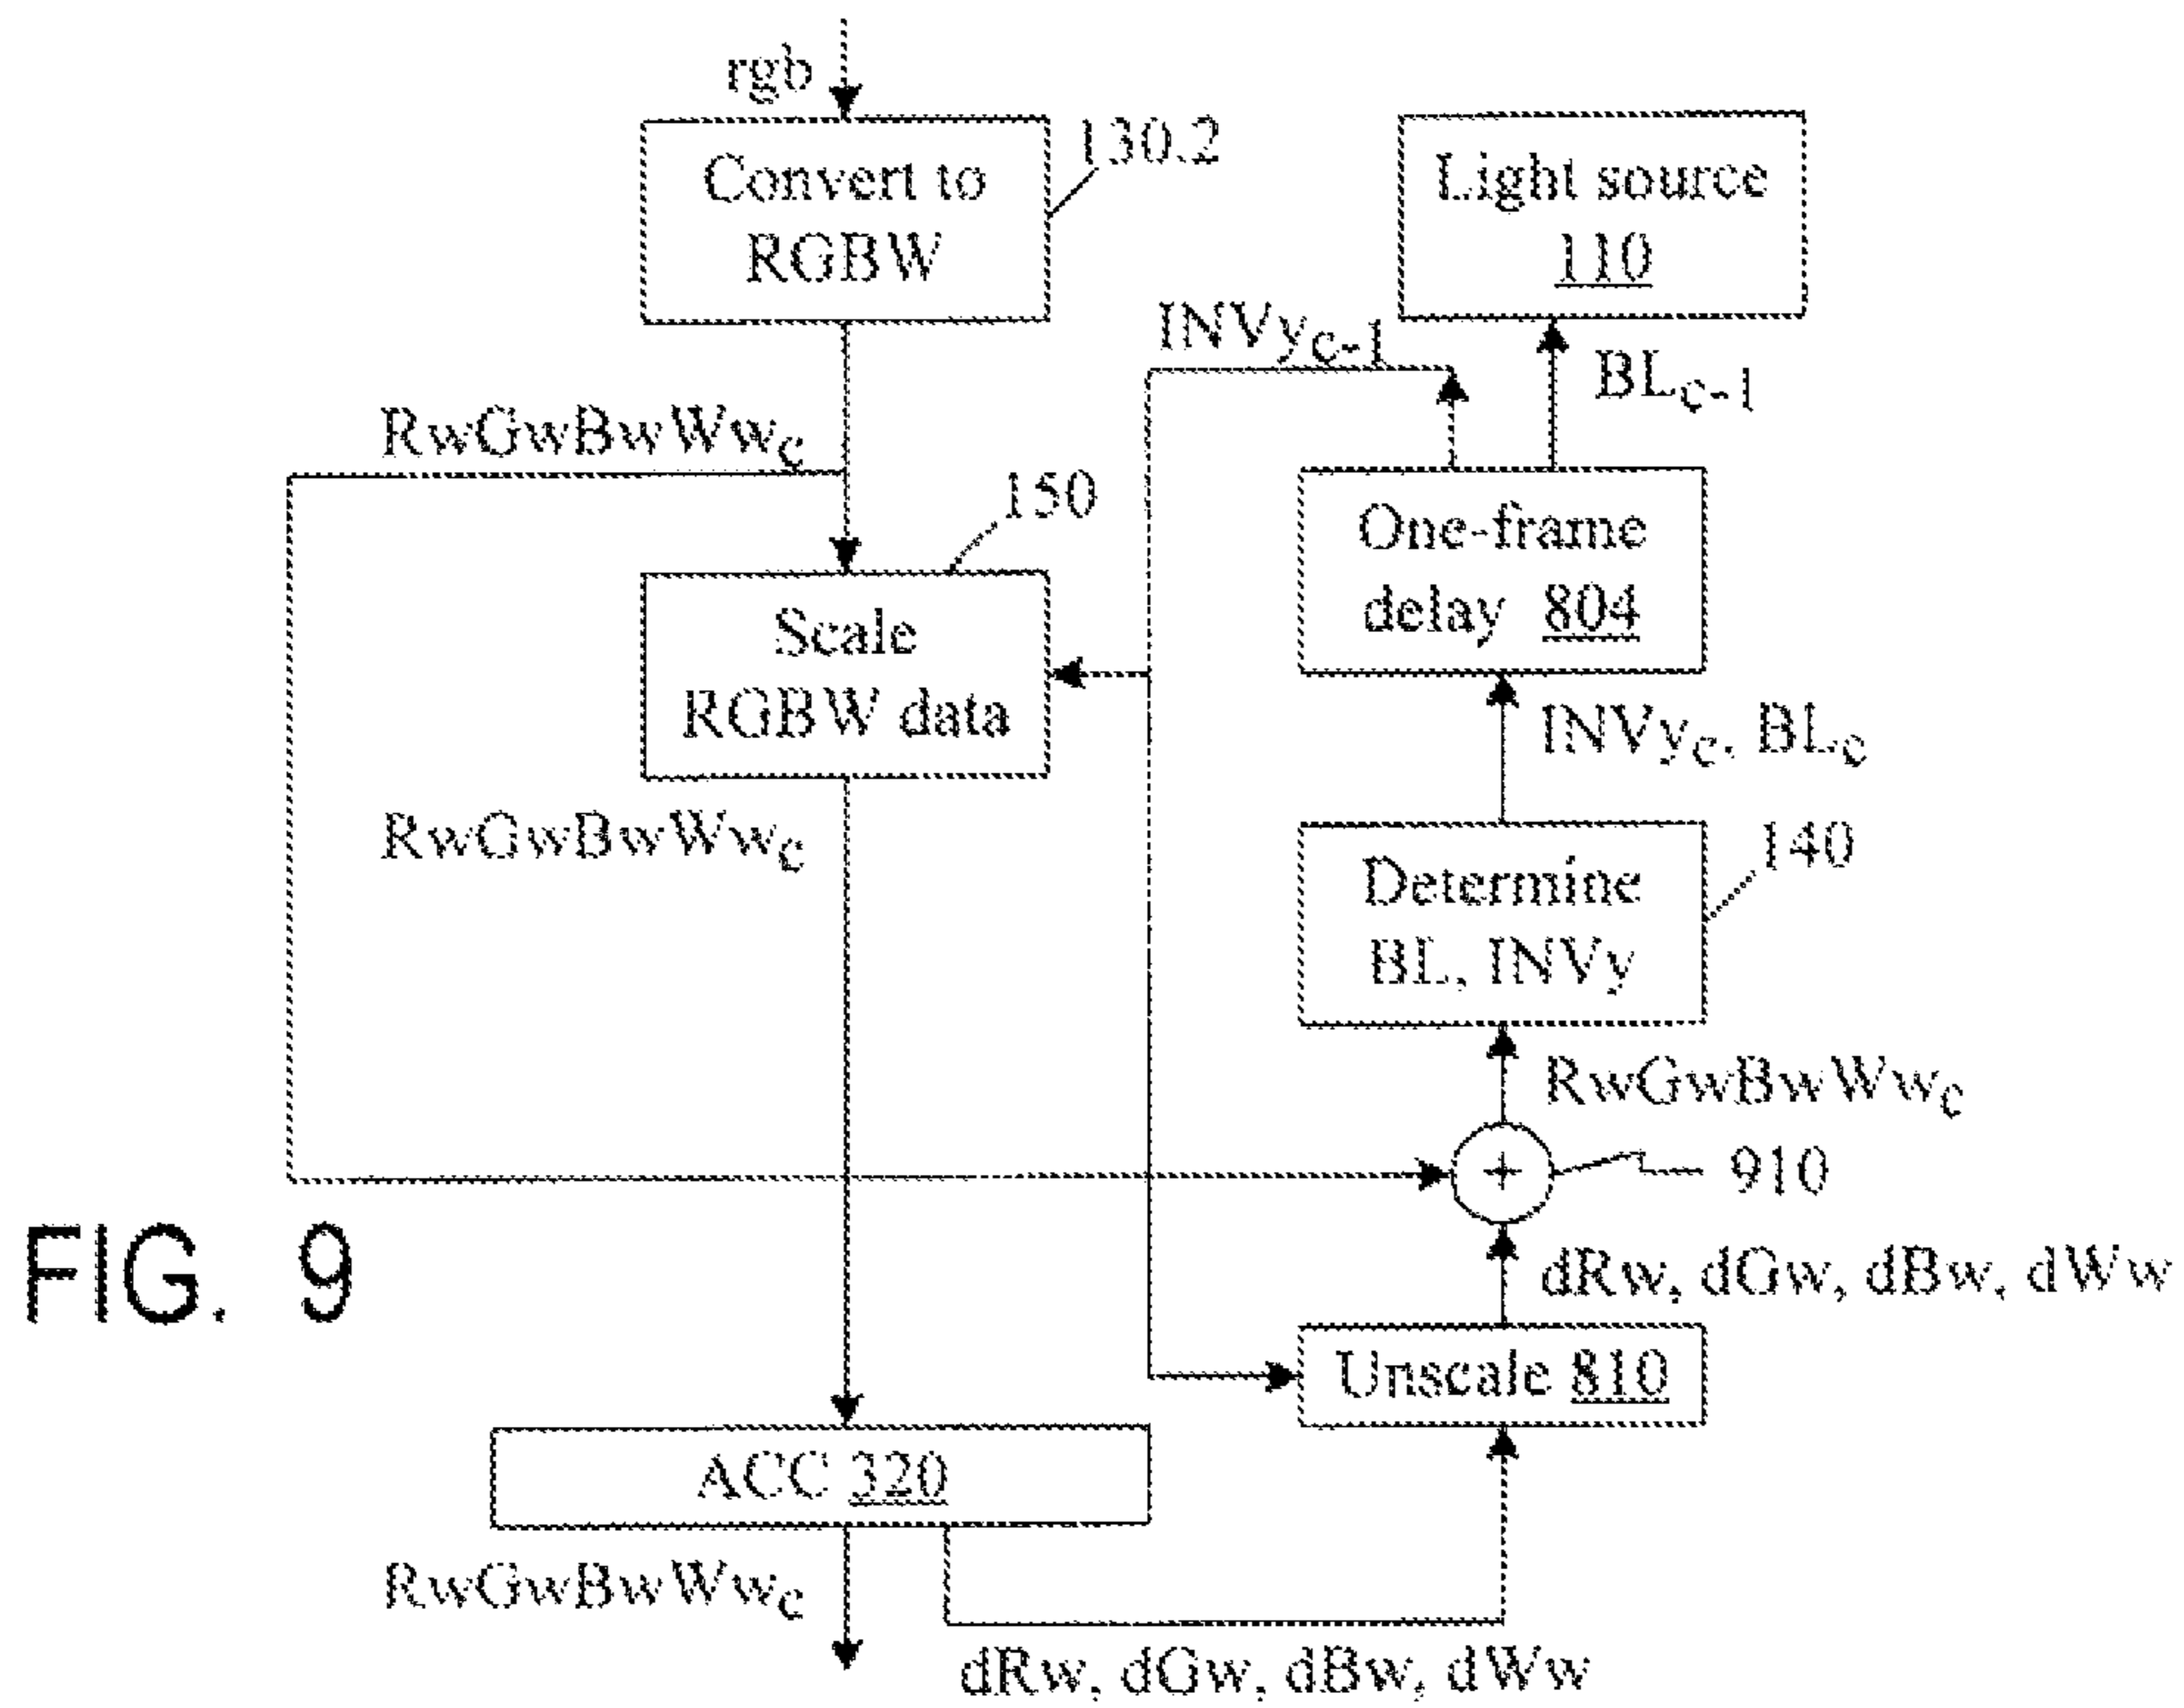 rgb
Convert to
RGBW
130.2
Light source
110
INVyc-1
BLc-1
RwGwBwWwc
150
Scale
RGBW data
One-frame
delay 804
INVyc, BLc
RwGwBwWwc
Determine
BL, INVy
140
RwGwBwWwc
+
910
FIG. 9
dRw, dGw, dBw, dWw
Unscale 810
ACC 320
RwGwBwWwc
dRw, dGw, dBw, dWw